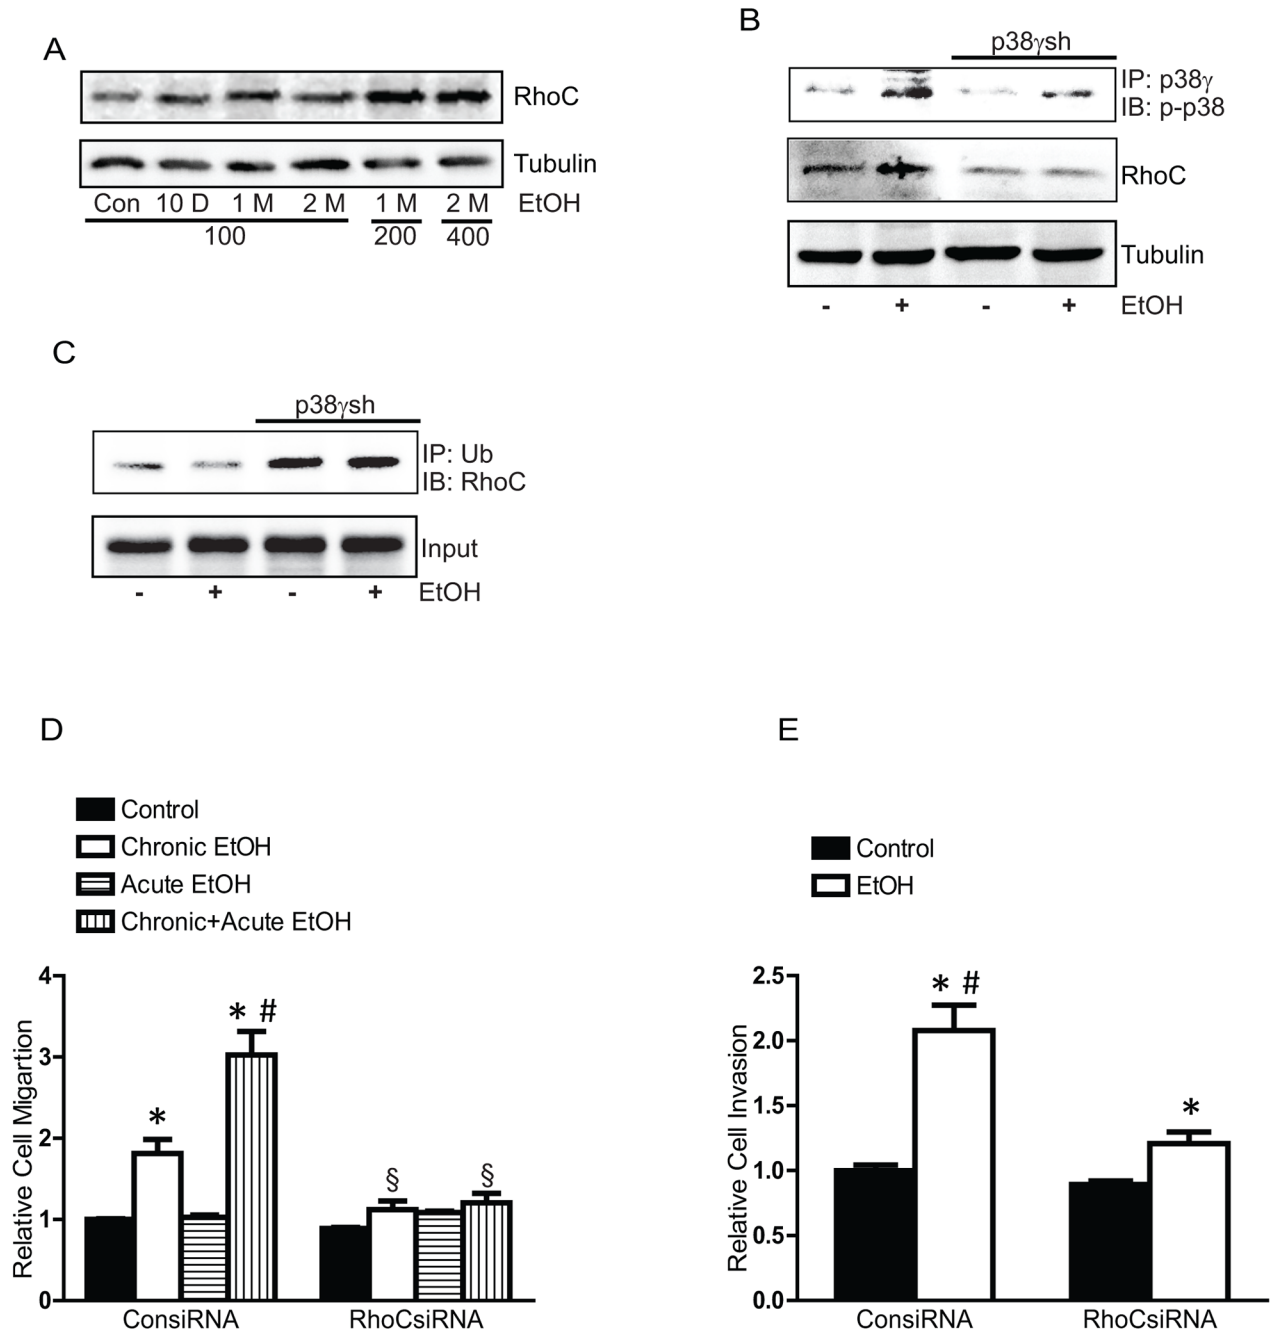 A
RhoC
Tubulin
Con 10 D 1 M 2 M 1 M 2 M EtOH
100 200 400
B
p38γsh
IP: p38γ
IB: p-p38
RhoC
Tubulin
- + - + EtOH
C
p38γsh
IP: Ub
IB: RhoC
Input
- + - + EtOH
D
Control
Chronic EtOH
Acute EtOH
Chronic+Acute EtOH
Relative Cell Migartion
4
3
2
1
0
* * # § §
ConsiRNA RhoCsiRNA
E
Control
EtOH
Relative Cell Invasion
2.5
2.0
1.5
1.0
0.5
0.0
* # *
ConsiRNA RhoCsiRNA